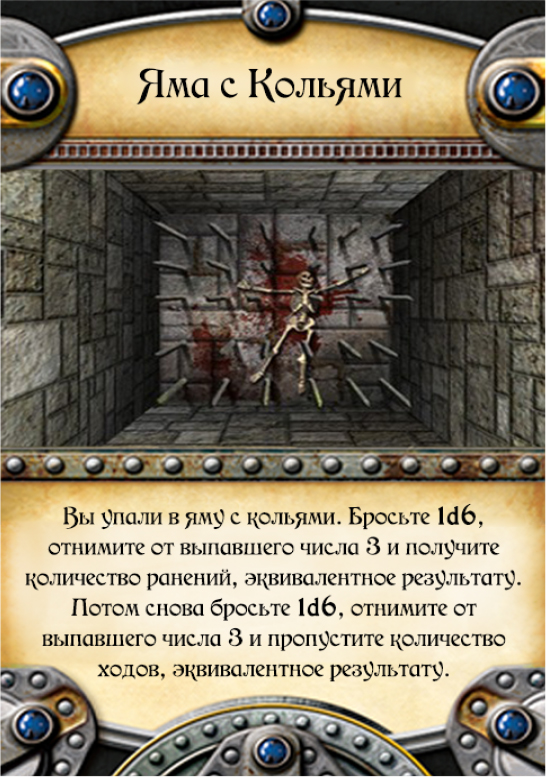 Яма с Кольями
Вы упали в яму с кольями. Бросьте 1d6,
отнимите от выпавшего числа 3 и получите
количество ранений, эквивалентное результату.
Потом снова бросьте 1d6, отнимите от
выпавшего числа 3 и пропустите количество
ходов, эквивалентное результату.